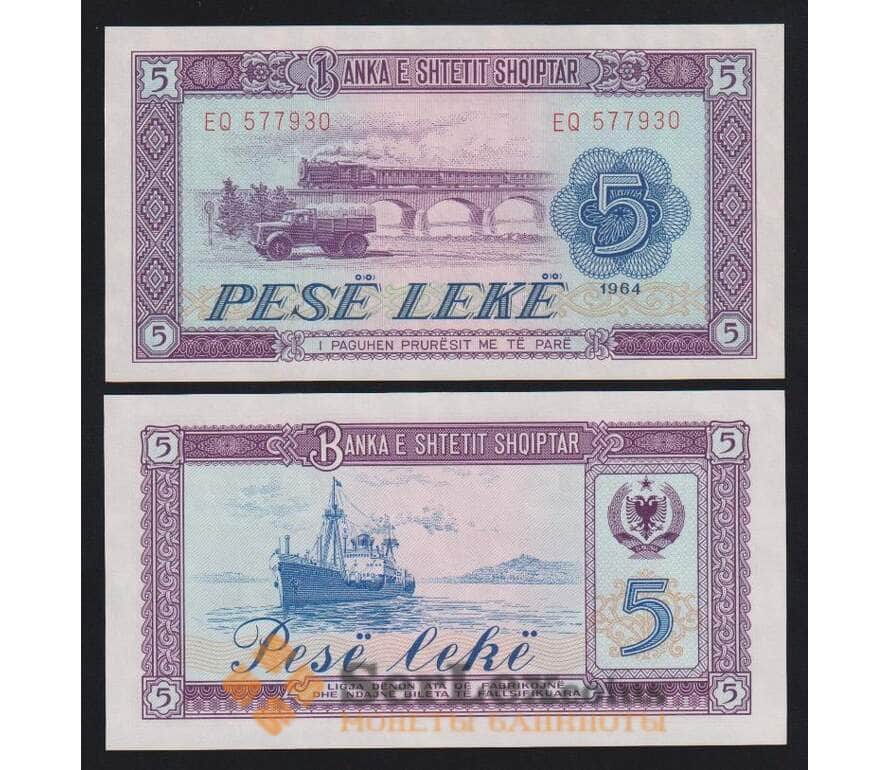 5 BANKA E SHTETIT SHQIPTAR 5
EQ 577930 EQ 577930
5
PESË LEKË 1964
5 I PAGUHEN PRURËSIT ME TË PARË 5
5 BANKA E SHTETIT SHQIPTAR 5
5
Pesë lekë
LIGJA DËNON ATA QË FABRIKOJNË
5 DHE NDAJNË BILETA TË FALLSIFIKUARA 5
МОНЕТЫ БАНКНОТЫ